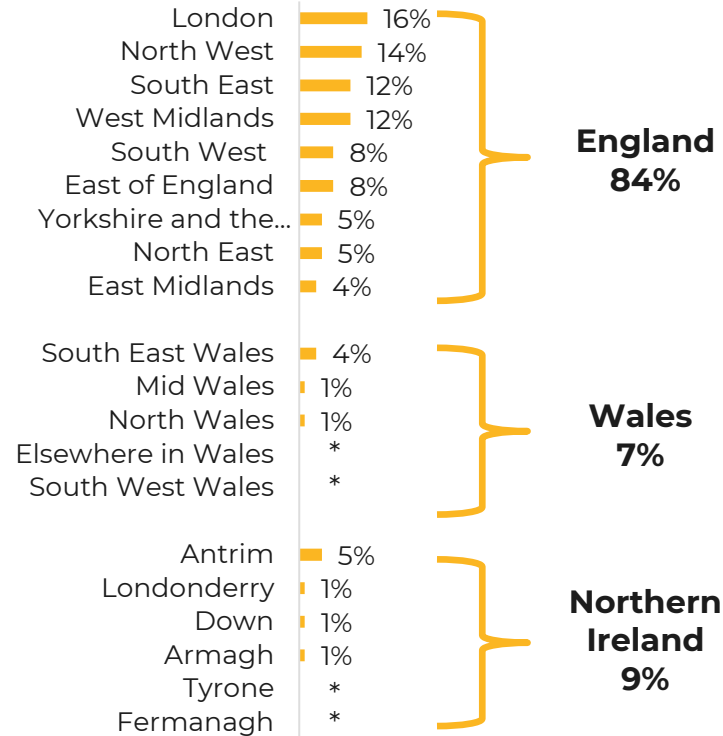 London 16%
North West 14%
South East 12%
West Midlands 12%
South West 8%
East of England 8%
Yorkshire and the... 5%
North East 5%
East Midlands 4%
England
84%
South East Wales 4%
Mid Wales 1%
North Wales 1%
Elsewhere in Wales *
South West Wales *
Wales
7%
Antrim 5%
Londonderry 1%
Down 1%
Armagh 1%
Tyrone *
Fermanagh *
Northern
Ireland
9%